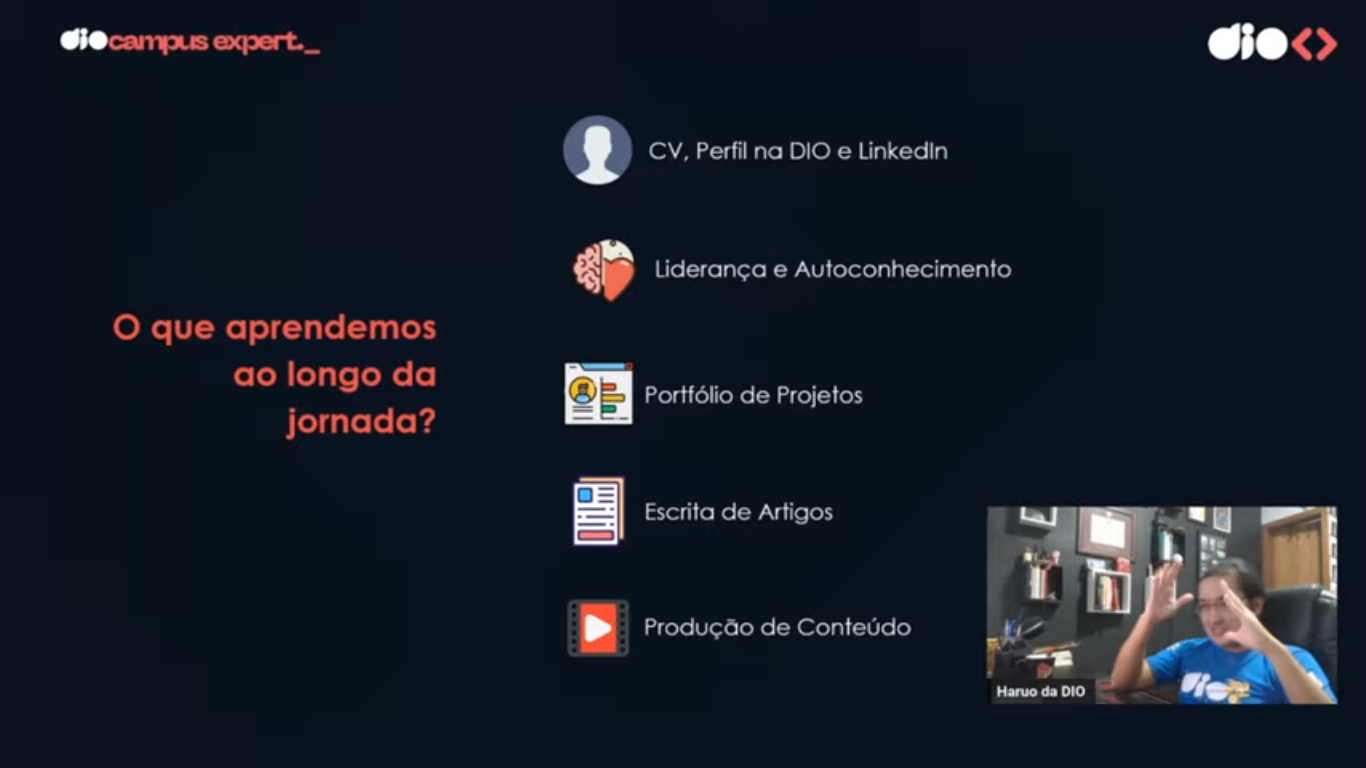 dio campus expert._
dio <>
CV, Perfil na DIO e LinkedIn
Liderança e Autoconhecimento
O que aprendemos
ao longo da
jornada?
Portfólio de Projetos
Escrita de Artigos
Produção de Conteúdo
Haruo da DIO
dio